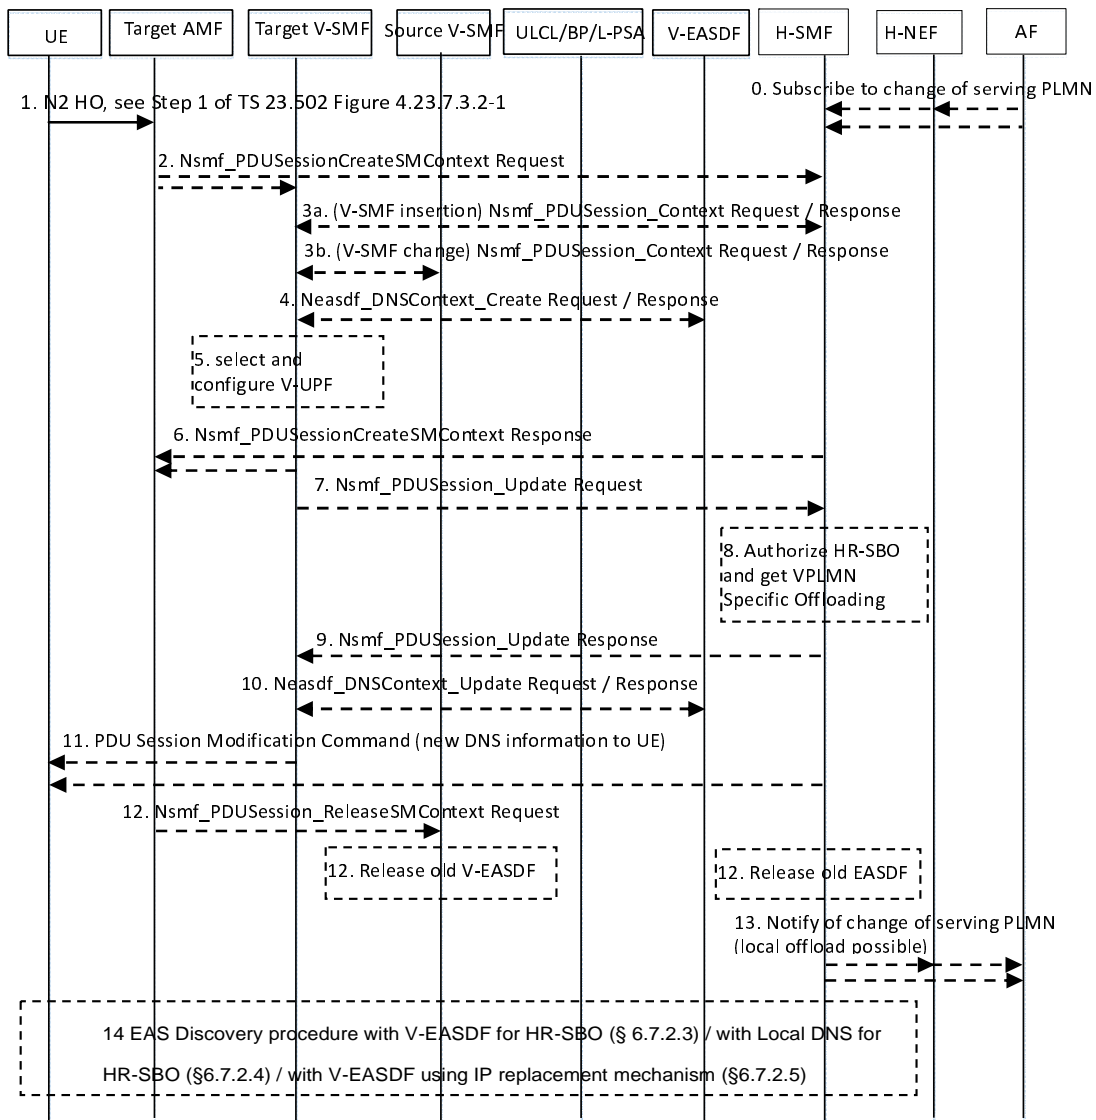 UE
Target AMF
Target V-SMF
Source V-SMF
ULCL/BP/L-PSA
V-EASDF
H-SMF
H-NEF
AF
0. Subscribe to change of serving PLMN
1. N2 HO, see Step 1 of TS 23.502 Figure 4.23.7.3.2-1
2. Nsmf_PDUSessionCreateSMContext Request
3a. (V-SMF insertion) Nsmf_PDUSession_Context Request / Response
3b. (V-SMF change) Nsmf_PDUSession_Context Request / Response
4. Neasdf_DNSContext_Create Request / Response
5. select and
configure V-UPF
6. Nsmf_PDUSessionCreateSMContext Response
7. Nsmf_PDUSession_Update Request
8. Authorize HR-SBO
and get VPLMN
Specific Offloading
9. Nsmf_PDUSession_Update Response
10. Neasdf_DNSContext_Update Request / Response
11. PDU Session Modification Command (new DNS information to UE)
12. Nsmf_PDUSession_ReleaseSMContext Request
12. Release old V-EASDF
12. Release old EASDF
13. Notify of change of serving PLMN
(local offload possible)
14 EAS Discovery procedure with V-EASDF for HR-SBO (§ 6.7.2.3) / with Local DNS for
HR-SBO (§6.7.2.4) / with V-EASDF using IP replacement mechanism (§6.7.2.5)